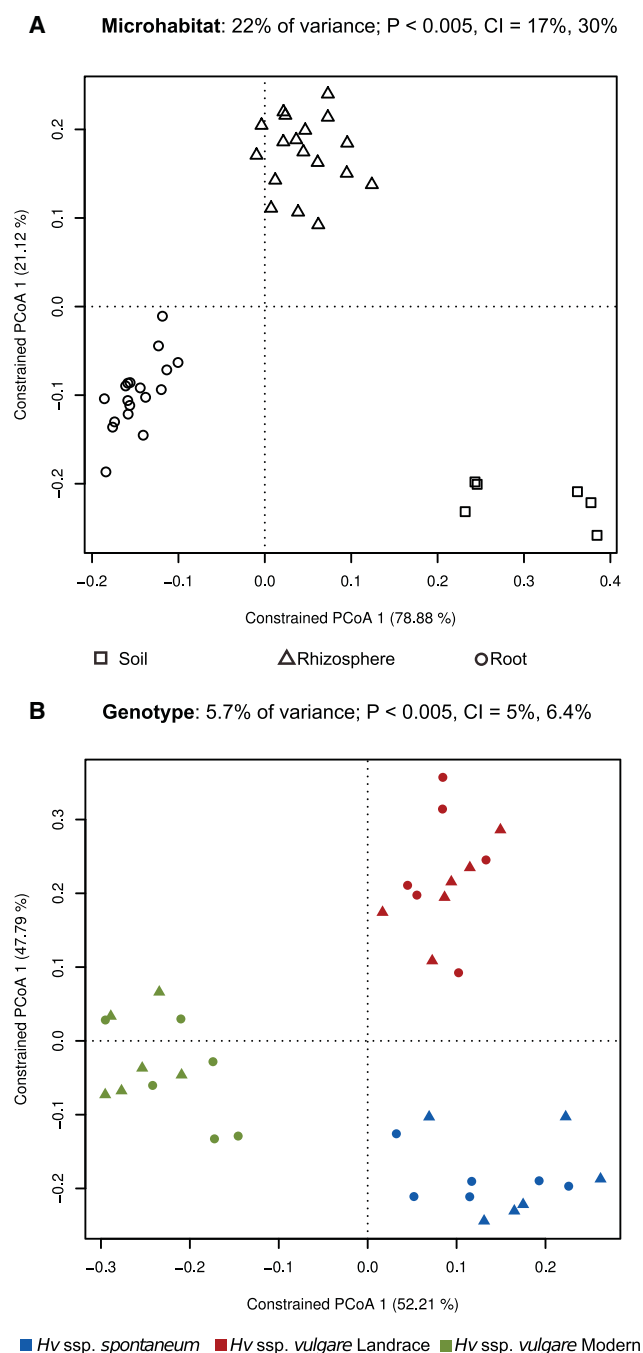 A Microhabitat: 22% of variance; P < 0.005, CI = 17%, 30%
Constrained PCoA 1 (21.12 %)
0.2
0.1
0.0
−0.1
−0.2
−0.2 −0.1 0.0 0.1 0.2 0.3 0.4
Constrained PCoA 1 (78.88 %)
Soil Rhizosphere Root
B Genotype: 5.7% of variance; P < 0.005, CI = 5%, 6.4%
Constrained PCoA 1 (47.79 %)
0.3
0.2
0.1
0.0
−0.1
−0.2
−0.3 −0.2 −0.1 0.0 0.1 0.2
Constrained PCoA 1 (52.21 %)
Hv ssp. spontaneum Hv ssp. vulgare Landrace Hv ssp. vulgare Modern